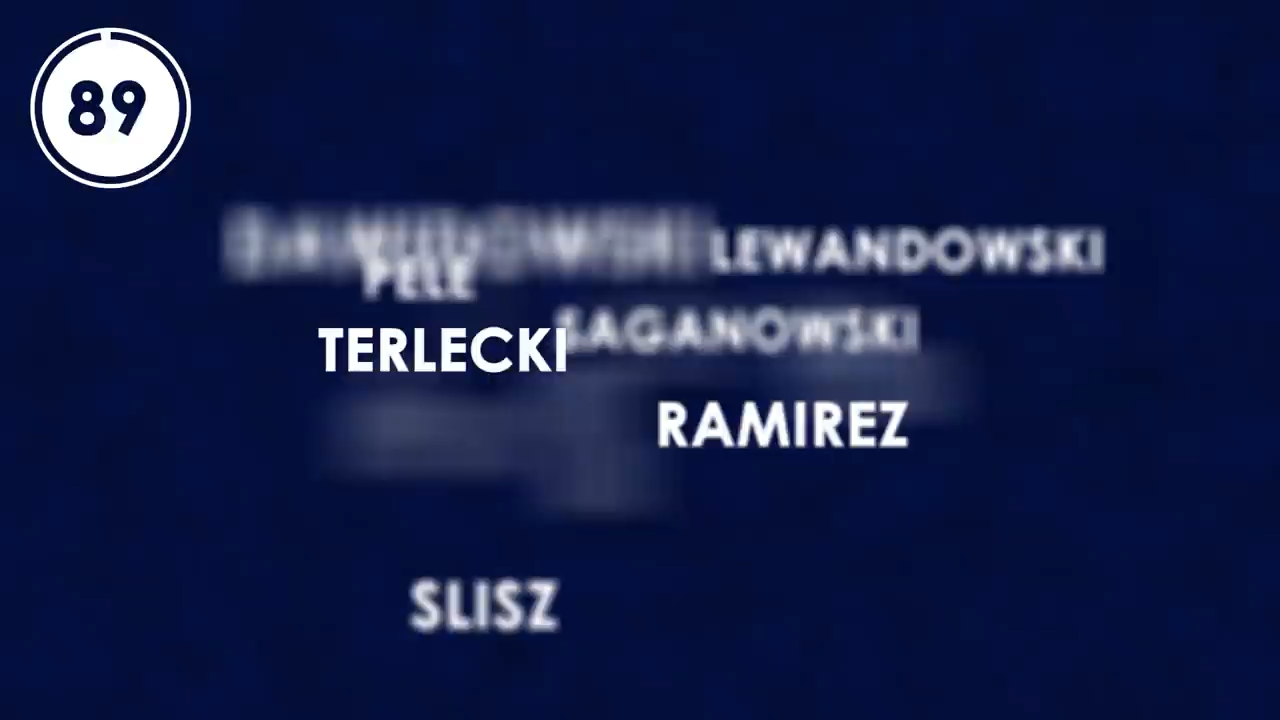 89
LEWANDOWSKI
PELE
SAGANOWSKI
TERLECKI
RAMIREZ
SLISZ